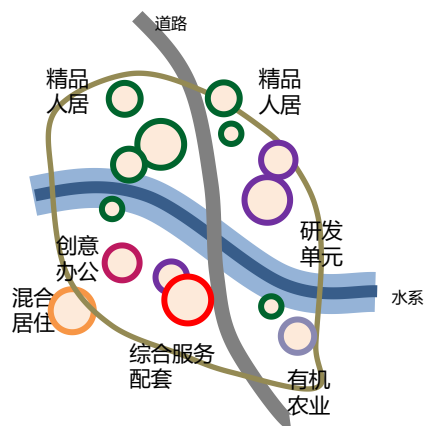 道路
精品
人居
精品
人居
研发
单元
创意
办公
混合
居住
水系
综合服务
配套
有机
农业